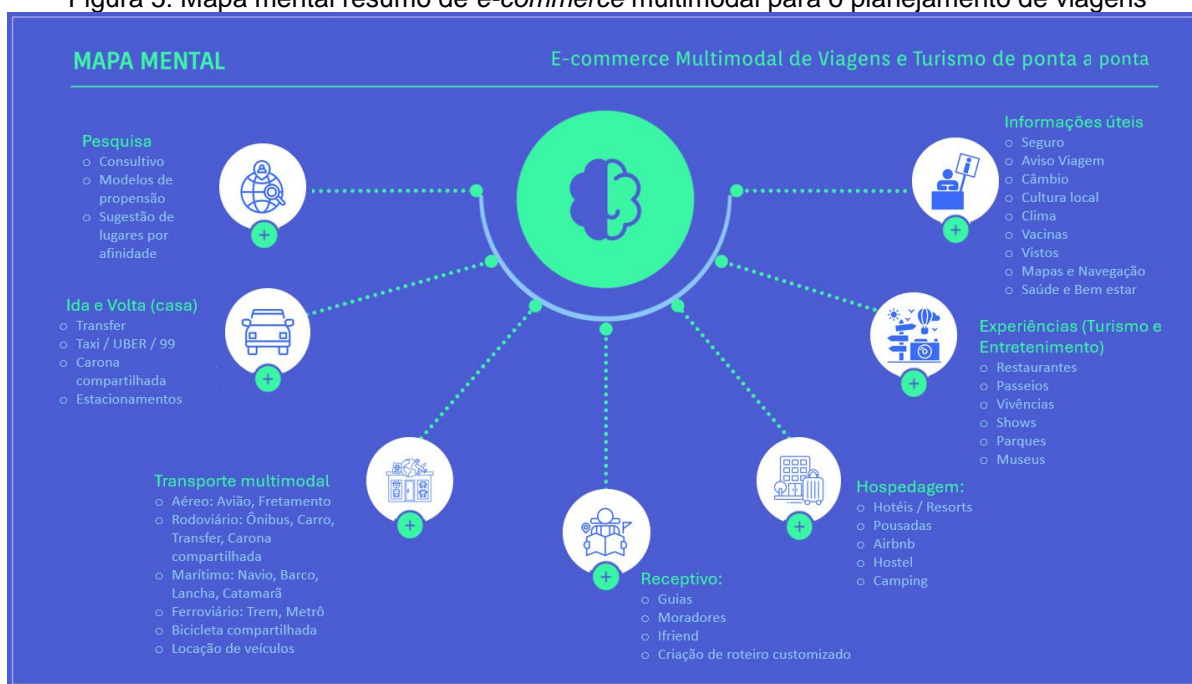 Figura 5: Mapa mental resumo de e-commerce multimodal para o planejamento de viagens
MAPA MENTAL
E-commerce Multimodal de Viagens e Turismo de ponta a ponta
Pesquisa
o Consultivo
o Modelos de
propensão
o Sugestão de
lugares por
afinidade
Ida e Volta (casa)
o Transfer
o Taxi / UBER / 99
o Carona
compartilhada
o Estacionamentos
Transporte multimodal
o Aéreo: Avião, Fretamento
o Rodoviário: Ônibus, Carro,
Transfer, Carona
compartilhada
o Marítimo: Navio, Barco,
Lancha, Catamarã
o Ferroviário: Trem, Metrô
o Bicicleta compartilhada
o Locação de veículos
Receptivo:
o Guias
o Moradores
o Ifriend
o Criação de roteiro customizado
Hospedagem:
o Hotéis / Resorts
o Pousadas
o Airbnb
o Hostel
o Camping
Experiências (Turismo e
Entretenimento)
o Restaurantes
o Passeios
o Vivências
o Shows
o Parques
o Museus
Informações úteis
o Seguro
o Aviso Viagem
o Câmbio
o Cultura local
o Clima
o Vacinas
o Vistos
o Mapas e Navegação
o Saúde e Bem estar